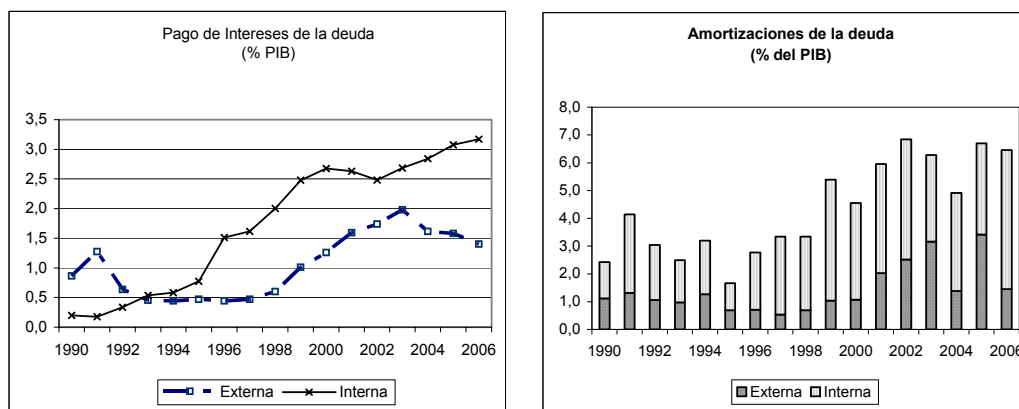 Pago de Intereses de la deuda
(% PIB)
3,5
3,0
2,5
2,0
1,5
1,0
0,5
0,0
1990 1992 1994 1996 1998 2000 2002 2004 2006
Externa Interna
Amortizaciones de la deuda
(% del PIB)
8,0
7,0
6,0
5,0
4,0
3,0
2,0
1,0
0,0
1990 1992 1994 1996 1998 2000 2002 2004 2006
Externa Interna